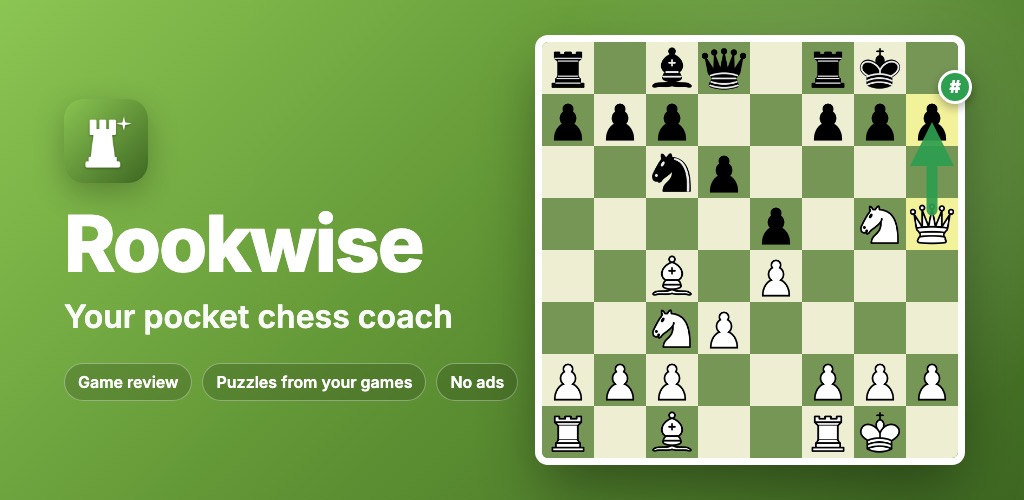 Rookwise
Your pocket chess coach
Game review
Puzzles from your games
No ads
#